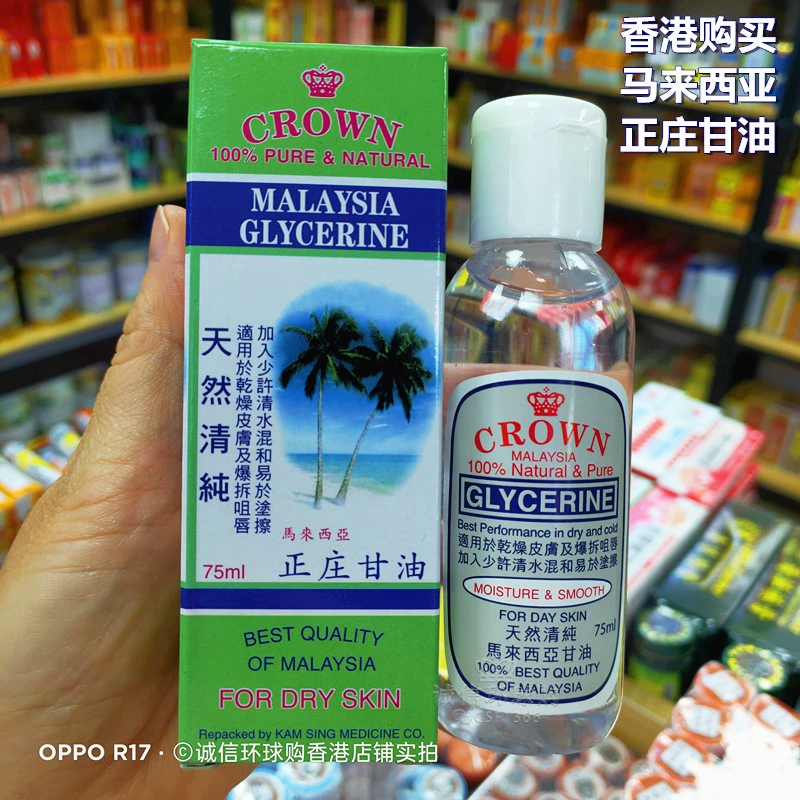 香港购买
马来西亚
正庄甘油
CROWN
100% PURE & NATURAL
MALAYSIA
GLYCERINE
加入少許清水混和易於塗擦
適用於乾燥皮膚及爆拆咀唇
天然清純
馬來西亞
75ml
正庄甘油
BEST QUALITY
OF MALAYSIA
FOR DRY SKIN
Repacked by KAM SING MEDICINE CO.
CROWN
MALAYSIA
100% Natural & Pure
GLYCERINE
Best Performance in dry and cold
適用於乾燥皮膚及爆拆咀唇
加入少許清水混和易於塗擦
MOISTURE & SMOOTH
FOR DAY SKIN
天然清純
75ml
馬來西亞甘油
100% BEST QUALITY
OF MALAYSIA
OPPO R17 · ©诚信环球购香港店铺实拍